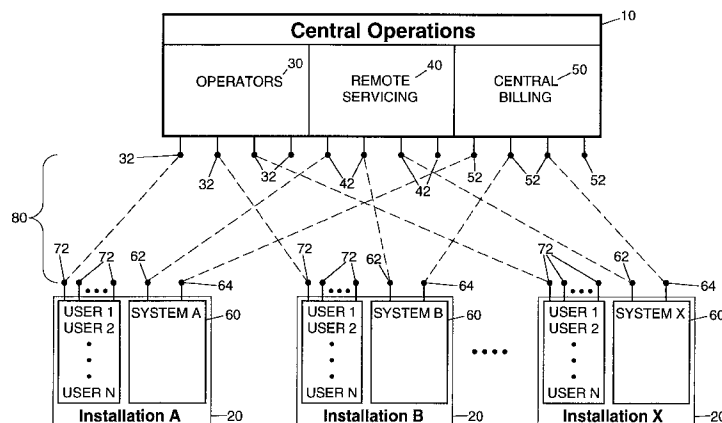 Central Operations
10
OPERATORS
30
REMOTE
SERVICING
40
CENTRAL
BILLING
50
32
32
32
42
42
52
52
52
80
72
72
62
64
72
72
62
64
72
62
64
USER 1
USER 2
USER N
SYSTEM A
60
USER 1
USER 2
USER N
SYSTEM B
60
USER 1
USER 2
USER N
SYSTEM X
60
Installation A
20
Installation B
20
Installation X
20